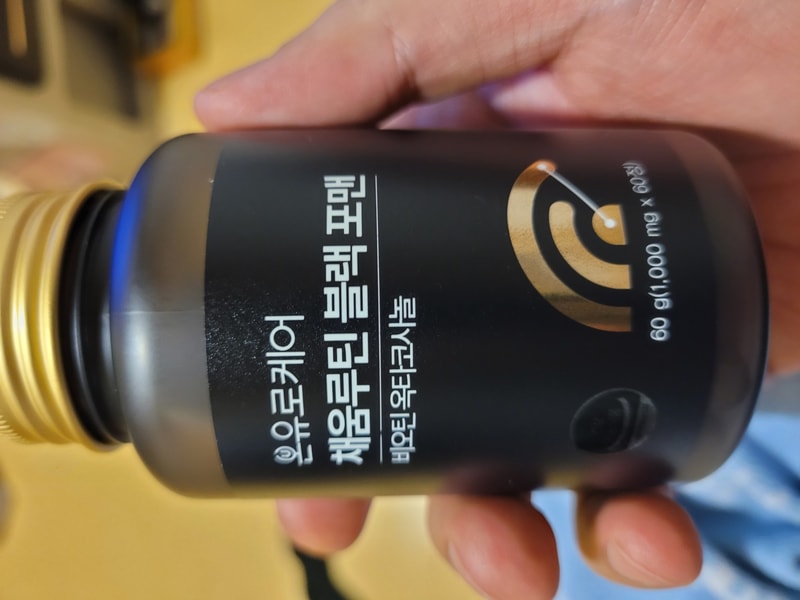 온유로케어
채움루틴 블랙 포맨
비오틴 옥타코사놀
60 g(1,000 mg x 60정)